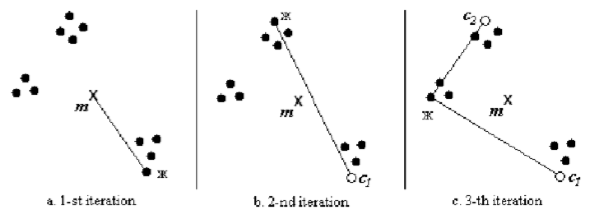 ж
c2
c1
m
ж
m
ж
m
c1
a. 1-st iteration
b. 2-nd iteration
c. 3-th iteration